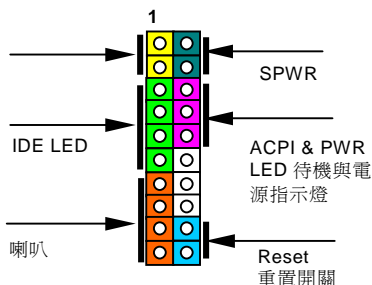 1
SPWR
IDE LED
ACPI & PWR
LED 待機與電
源指示燈
喇叭
Reset
重置開關